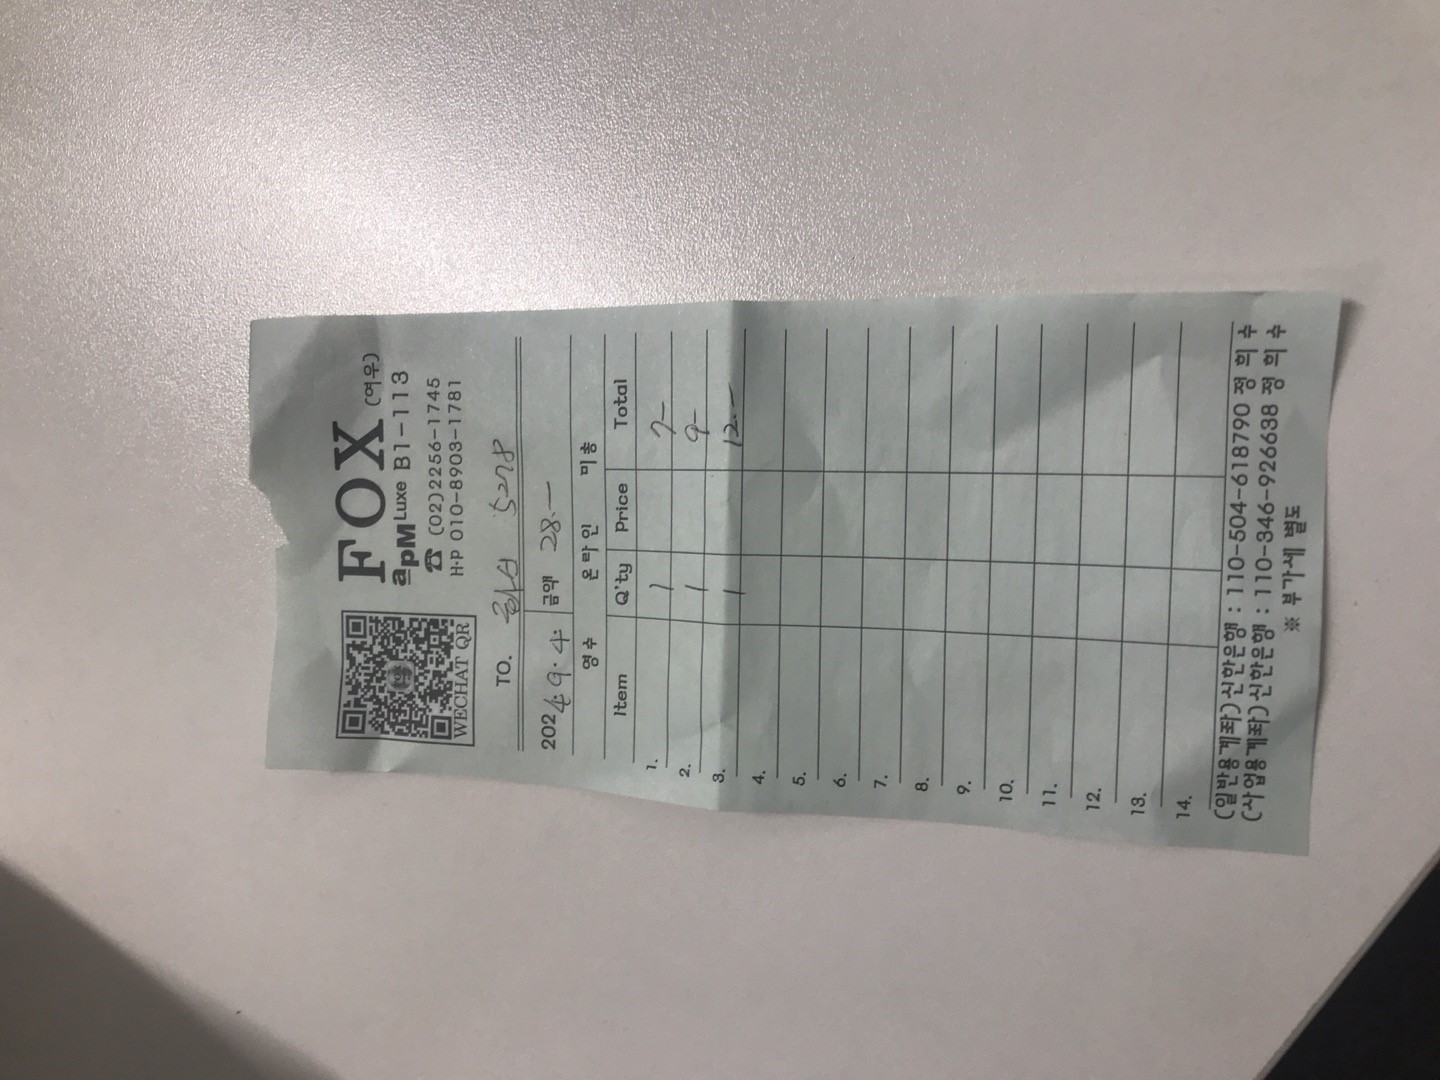 FOX (여우)
apM Luxe B1-113
☎ (02)2256-1745
H·P 010-8903-1781
WECHAT QR
TO. 5278
2024 9. 4 금액 28.-
영수 온라인 미송
Item Q'ty Price Total
1. 1 7-
2. 1 9-
3. 1 12.-
4.
5.
6.
7.
8.
9.
10.
11.
12.
13.
14.
(일반용계좌)신한은행 : 110-504-618790 정 의 수
(사업용계좌)신한은행 : 110-346-926638 정 의 수
※ 부가세 별도